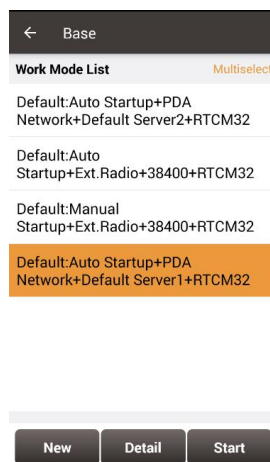 Base
Work Mode List Multiselect
Default:Auto Startup+PDA
Network+Default Server2+RTCM32
Default:Auto
Startup+Ext.Radio+38400+RTCM32
Default:Manual
Startup+Ext.Radio+38400+RTCM32
Default:Auto Startup+PDA
Network+Default Server1+RTCM32
New Detail Start